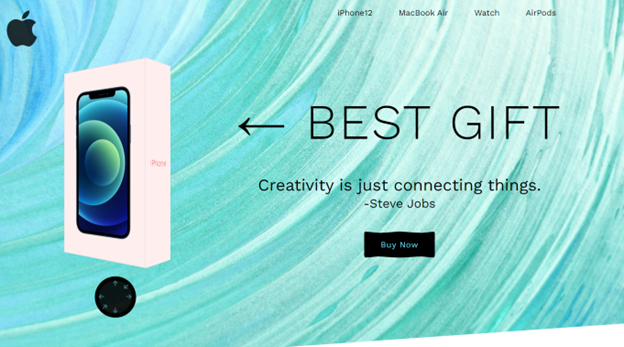 iPhone12 MacBook Air Watch AirPods
← BEST GIFT
iPhone
Creativity is just connecting things.
-Steve Jobs
Buy Now